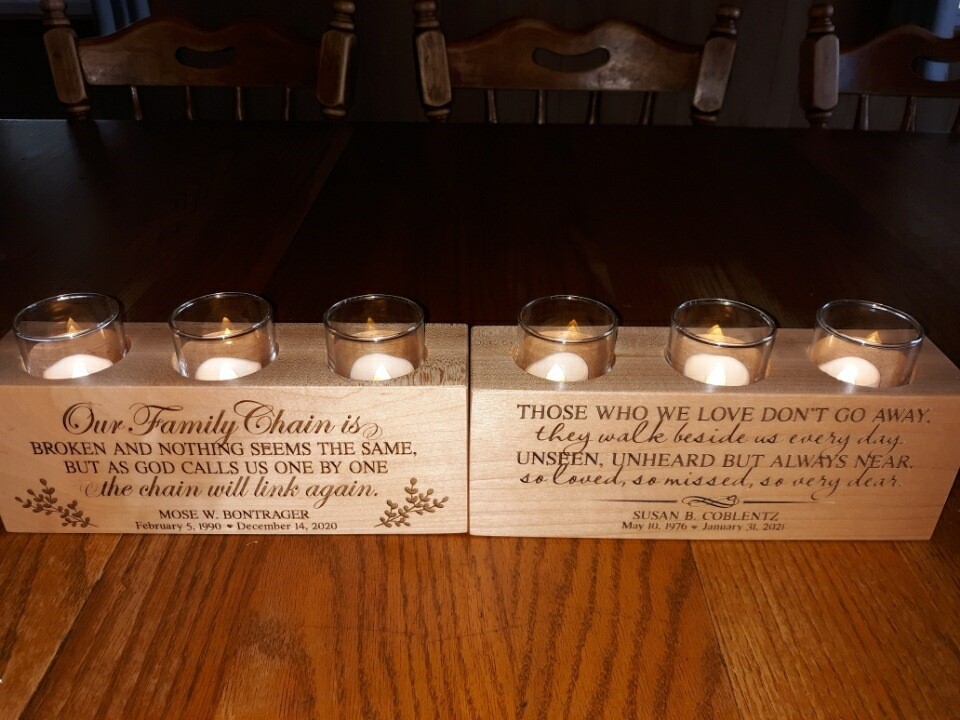 Our Family Chain is
BROKEN AND NOTHING SEEMS THE SAME,
BUT AS GOD CALLS US ONE BY ONE
the chain will link again.
MOSE W. BONTRAGER
February 5, 1990 ♥ December 14, 2020
THOSE WHO WE LOVE DON'T GO AWAY.
they walk beside us every day.
UNSEEN, UNHEARD BUT ALWAYS NEAR.
so loved, so missed, so very dear.
SUSAN B. COBLENTZ
May 10, 1976 ♥ January 31, 2021